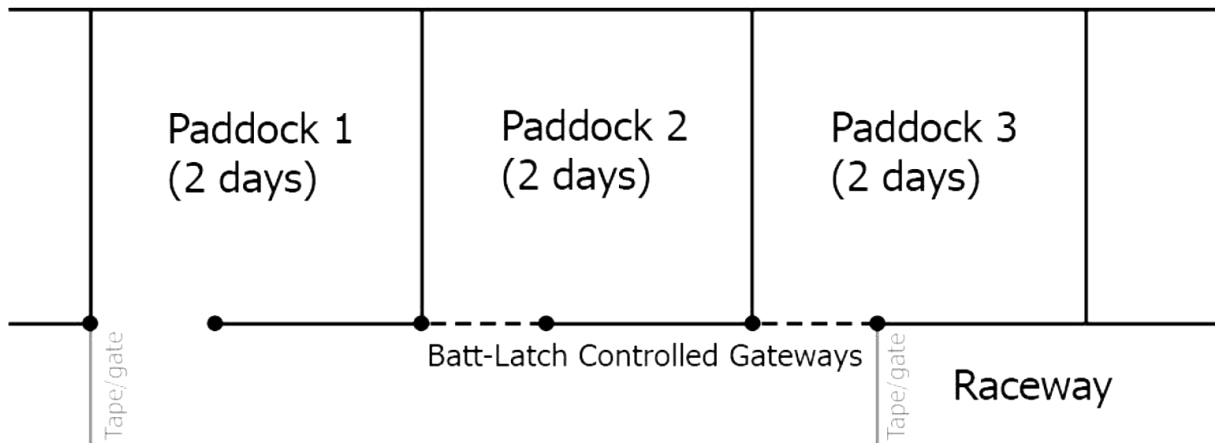 Paddock 1
(2 days)
Paddock 2
(2 days)
Paddock 3
(2 days)
Tape/gate
Batt-Latch Controlled Gateways
Tape/gate
Raceway